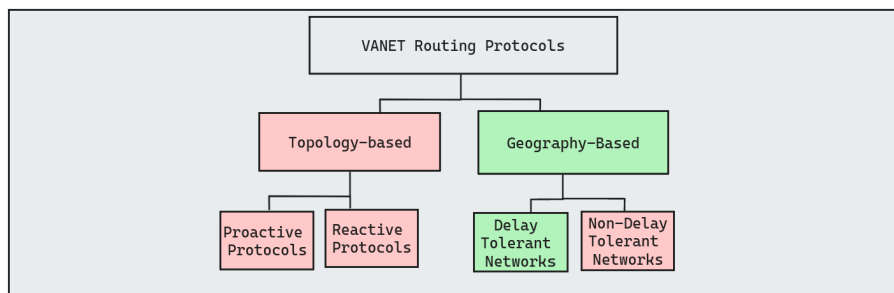 VANET Routing Protocols
Topology-based
Geography-Based
Proactive
Protocols
Reactive
Protocols
Delay
Tolerant
Networks
Non-Delay
Tolerant
Networks